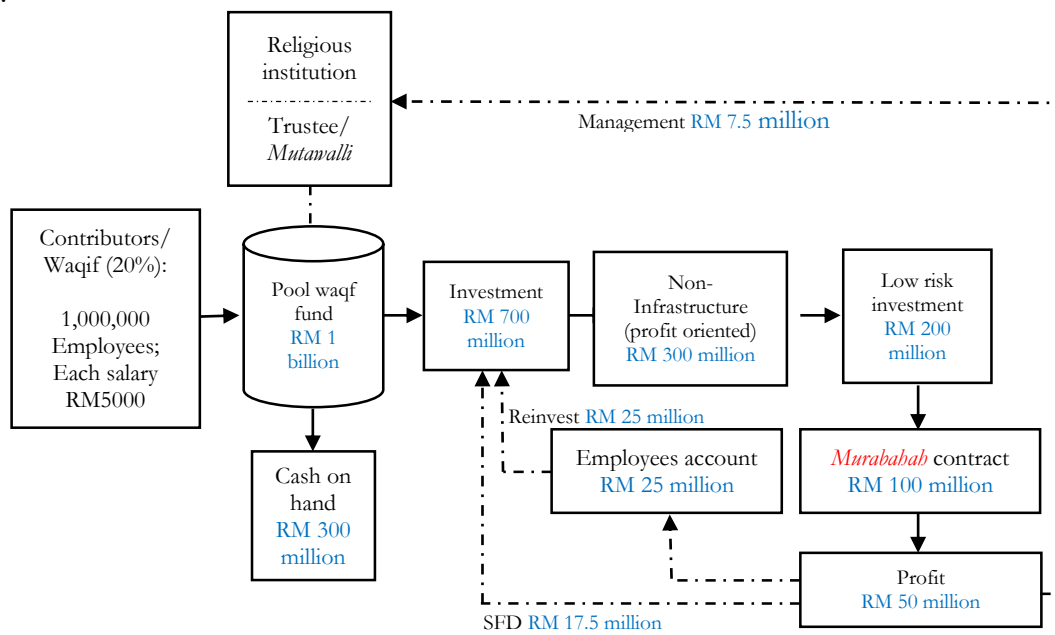 Religious
institution
Trustee/
Mutawalli
Management RM 7.5 million
Contributors/
Waqif (20%):
1,000,000
Employees;
Each salary
RM5000
Pool waqf
fund
RM 1
billion
Investment
RM 700
million
Non-
Infrastructure
(profit oriented)
RM 300 million
Low risk
investment
RM 200
million
Reinvest RM 25 million
Cash on
hand
RM 300
million
Employees account
RM 25 million
Murabahah contract
RM 100 million
Profit
RM 50 million
SFD RM 17.5 million